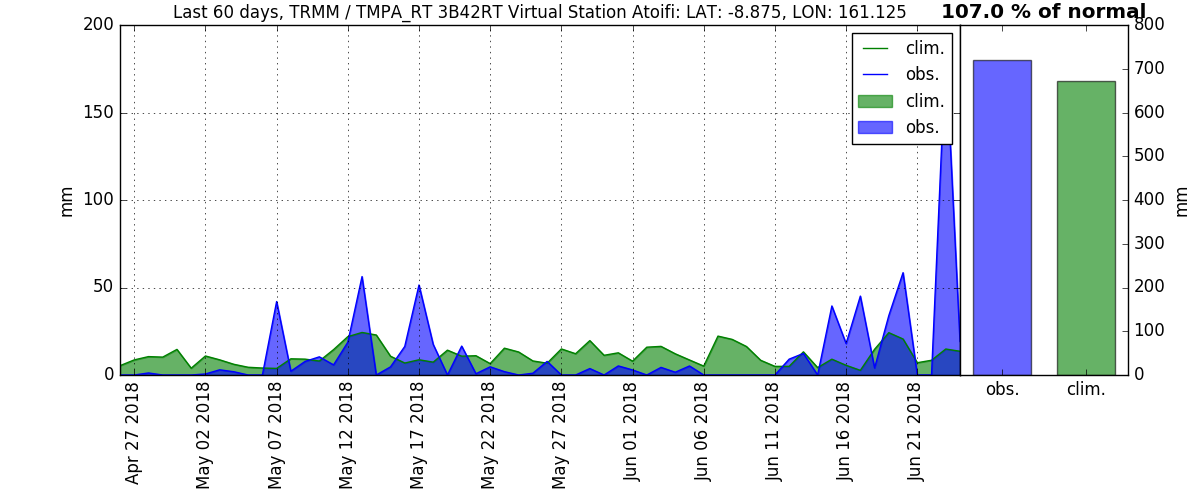 Last 60 days, TRMM / TMPA_RT 3B42RT Virtual Station Atoifi: LAT: -8.875, LON: 161.125
107.0 % of normal
200
150
100
50
0
mm
clim.
obs.
clim.
obs.
800
700
600
500
400
300
200
100
0
mm
Apr 27 2018
May 02 2018
May 07 2018
May 12 2018
May 17 2018
May 22 2018
May 27 2018
Jun 01 2018
Jun 06 2018
Jun 11 2018
Jun 16 2018
Jun 21 2018
obs.
clim.